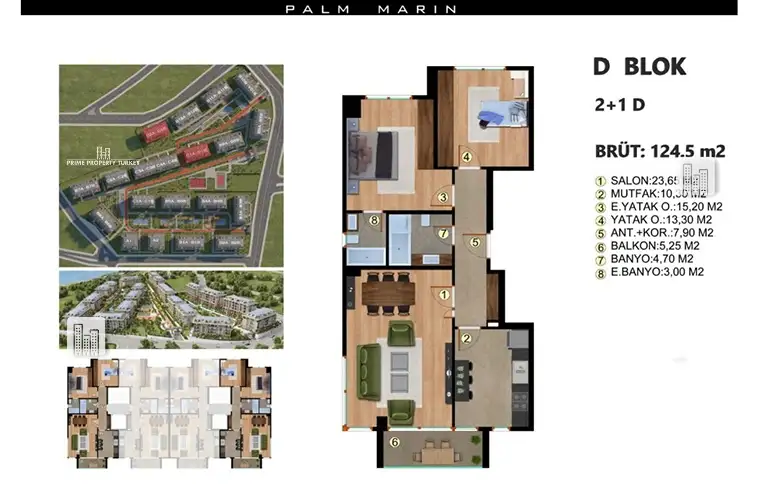 PALM MARIN
D BLOK
2+1 D
BRÜT: 124.5 m2
1 SALON:23,65 M2
2 MUTFAK:10,30 M2
3 E.YATAK O.:15,20 M2
4 YATAK O.:13,30 M2
5 ANT.+KOR.:7,90 M2
6 BALKON:5,25 M2
7 BANYO:4,70 M2
8 E.BANYO:3,00 M2
PRIME PROPERTY TURKEY
4
3
8
7
5
1
2
6